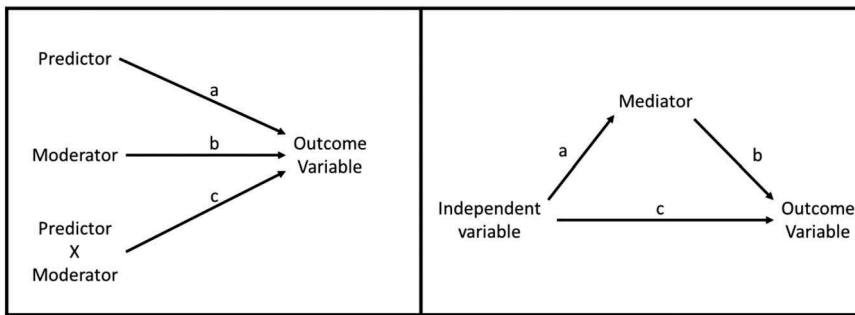 Predictor
a
Moderator
b
Outcome
Variable
c
Predictor
X
Moderator
Mediator
a
b
Independent
variable
c
Outcome
Variable